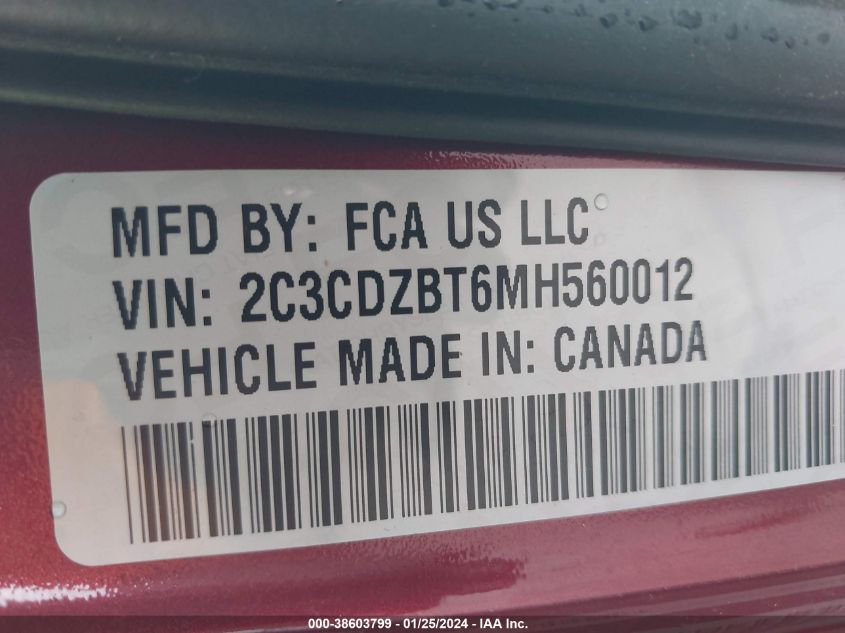 MFD BY: FCA US LLC
VIN: 2C3CDZBT6MH560012
VEHICLE MADE IN: CANADA
000-38603799 - 01/25/2024 - IAA Inc.